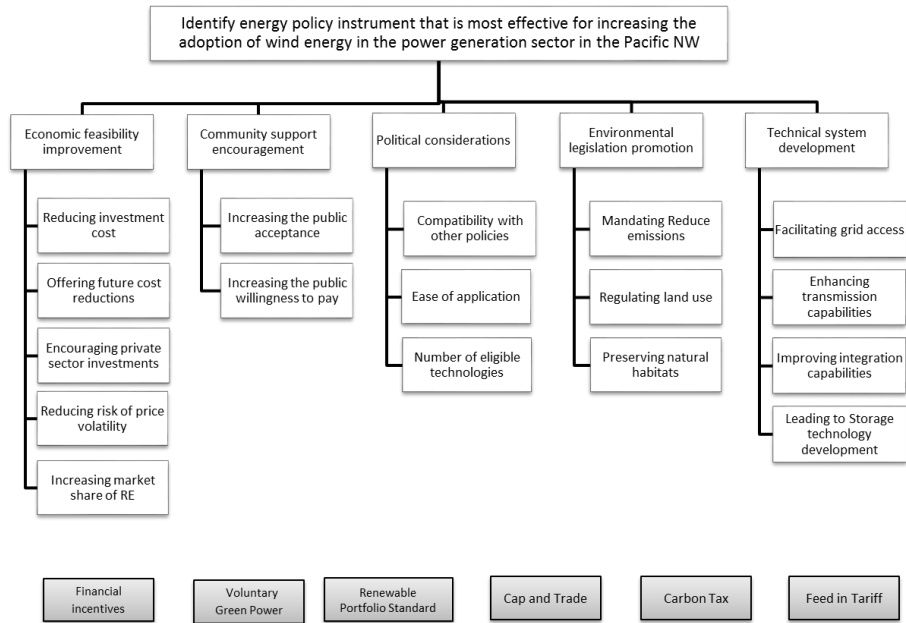 Identify energy policy instrument that is most effective for increasing the
adoption of wind energy in the power generation sector in the Pacific NW
Economic feasibility
improvement
Community support
encouragement
Political considerations
Environmental
legislation promotion
Technical system
development
Reducing investment
cost
Offering future cost
reductions
Encouraging private
sector investments
Reducing risk of price
volatility
Increasing market
share of RE
Increasing the public
acceptance
Increasing the public
willingness to pay
Compatibility with
other policies
Ease of application
Number of eligible
technologies
Mandating Reduce
emissions
Regulating land use
Preserving natural
habitats
Facilitating grid access
Enhancing
transmission
capabilities
Improving integration
capabilities
Leading to Storage
technology
development
Financial
incentives
Voluntary
Green Power
Renewable
Portfolio Standard
Cap and Trade
Carbon Tax
Feed in Tariff